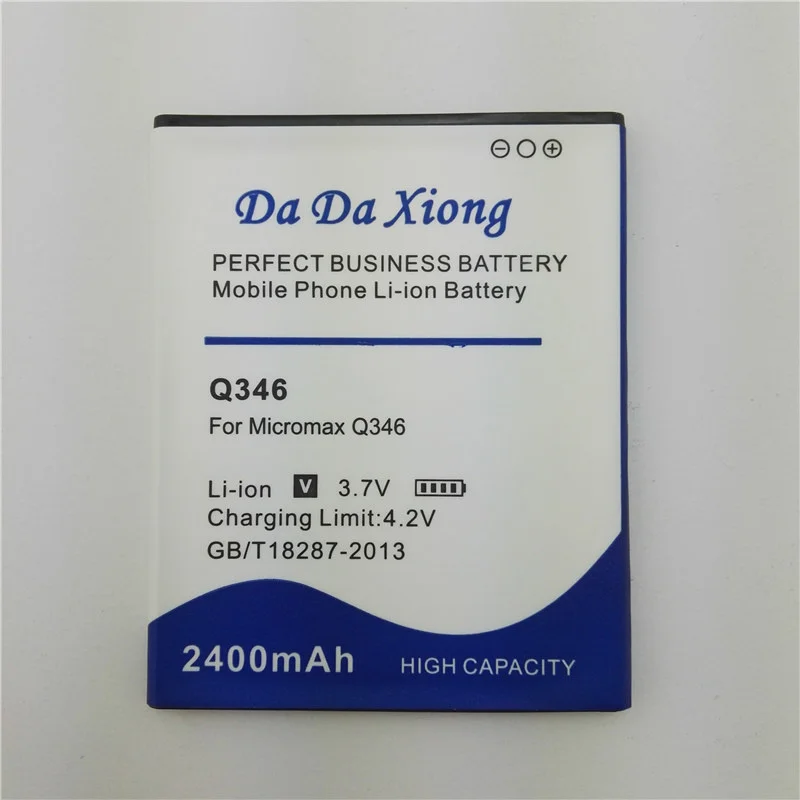 Da Da Xiong
PERFECT BUSINESS BATTERY
Mobile Phone Li-ion Battery
Q346
For Micromax Q346
Li-ion V 3.7V
Charging Limit:4.2V
GB/T18287-2013
2400mAh HIGH CAPACITY